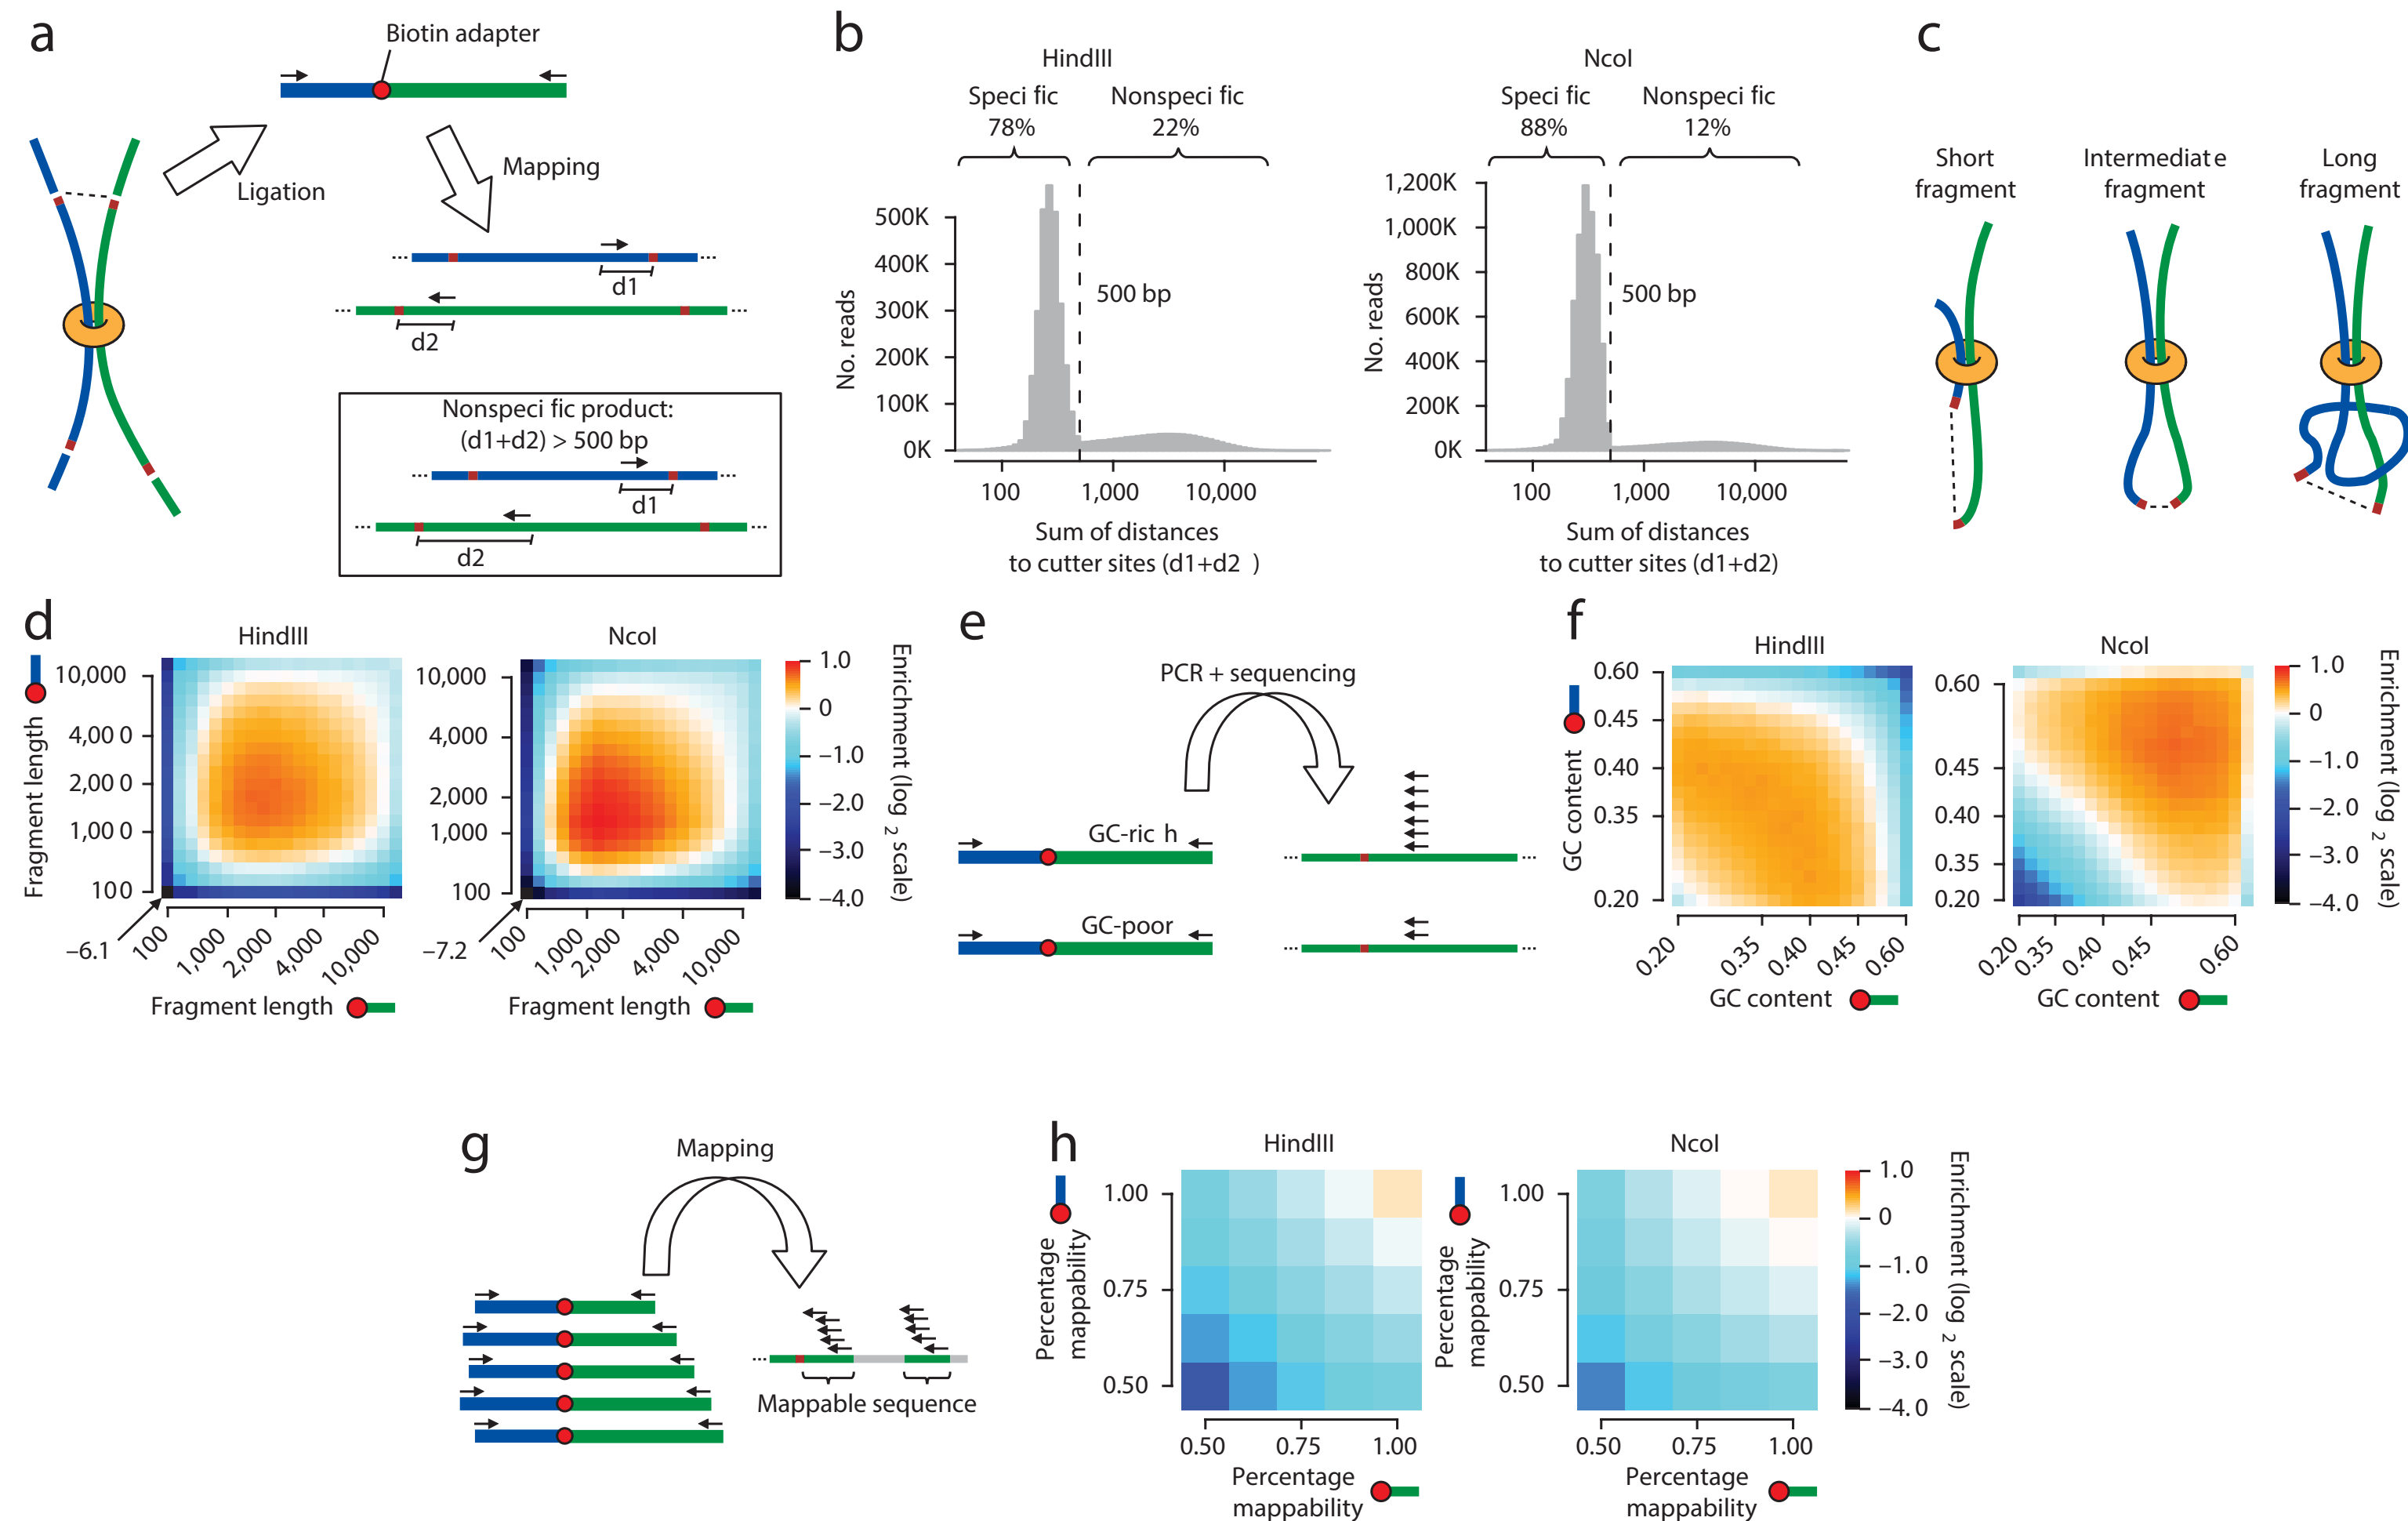 a
Biotin adapter
Ligation
Mapping
d1
d2
Nonspeci fic product:
(d1+d2) > 500 bp
d1
d2
b
HindIII
Speci fic
78%
Nonspeci fic
22%
500K
400K
300K
200K
100K
0K
No. reads
500 bp
100
1,000
10,000
Sum of distances
to cutter sites (d1+d2 )
NcoI
Speci fic
88%
Nonspeci fic
12%
1,200K
1,000K
800K
600K
400K
200K
0K
No. reads
500 bp
100
1,000
10,000
Sum of distances
to cutter sites (d1+d2)
c
Short
fragment
Intermediat e
fragment
Long
fragment
d
HindIII
Fragment length
10,000
4,00 0
2,00 0
1,00 0
100
−6.1
100
1,000
2,000
4,000
10,000
Fragment length
NcoI
10,000
4,000
2,000
1,000
100
−7.2
100
1,000
2,000
4,000
10,000
Fragment length
1.0
0
−1.0
−2.0
−3.0
−4.0
Enrichment (log 2 scale)
e
PCR + sequencing
GC-ric h
GC-poor
f
HindIII
GC content
0.60
0.45
0.40
0.35
0.20
0.20
0.35
0.40
0.45
0.60
GC content
NcoI
0.60
0.45
0.40
0.35
0.20
0.20
0.35
0.40
0.45
0.60
GC content
1.0
0
−1.0
−2.0
−3.0
−4.0
Enrichment (log 2 scale)
g
Mapping
Mappable sequence
h
HindIII
Percentage
mappability
1.00
0.75
0.50
0.50
0.75
1.00
Percentage
mappability
NcoI
Percentage
mappability
1.00
0.75
0.50
0.50
0.75
1.00
Percentage
mappability
1.0
0
−1.0
−2.0
−3.0
−4.0
Enrichment (log 2 scale)